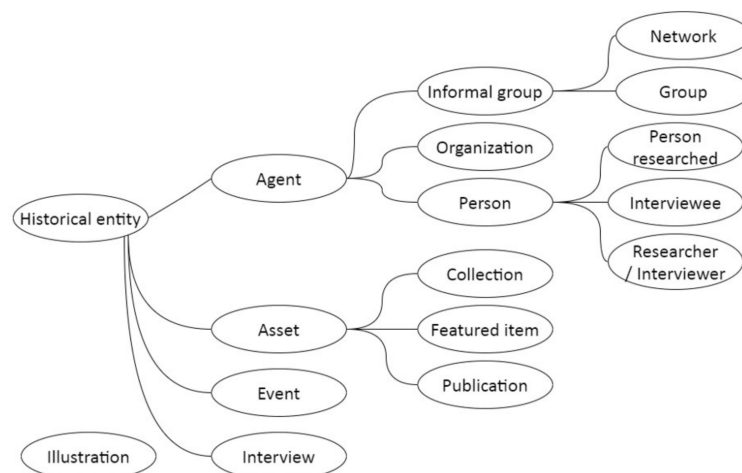 Network
Informal group
Group
Organization
Person
researched
Agent
Person
Interviewee
Historical entity
Researcher
/ Interviewer
Collection
Asset
Featured item
Publication
Event
Illustration
Interview